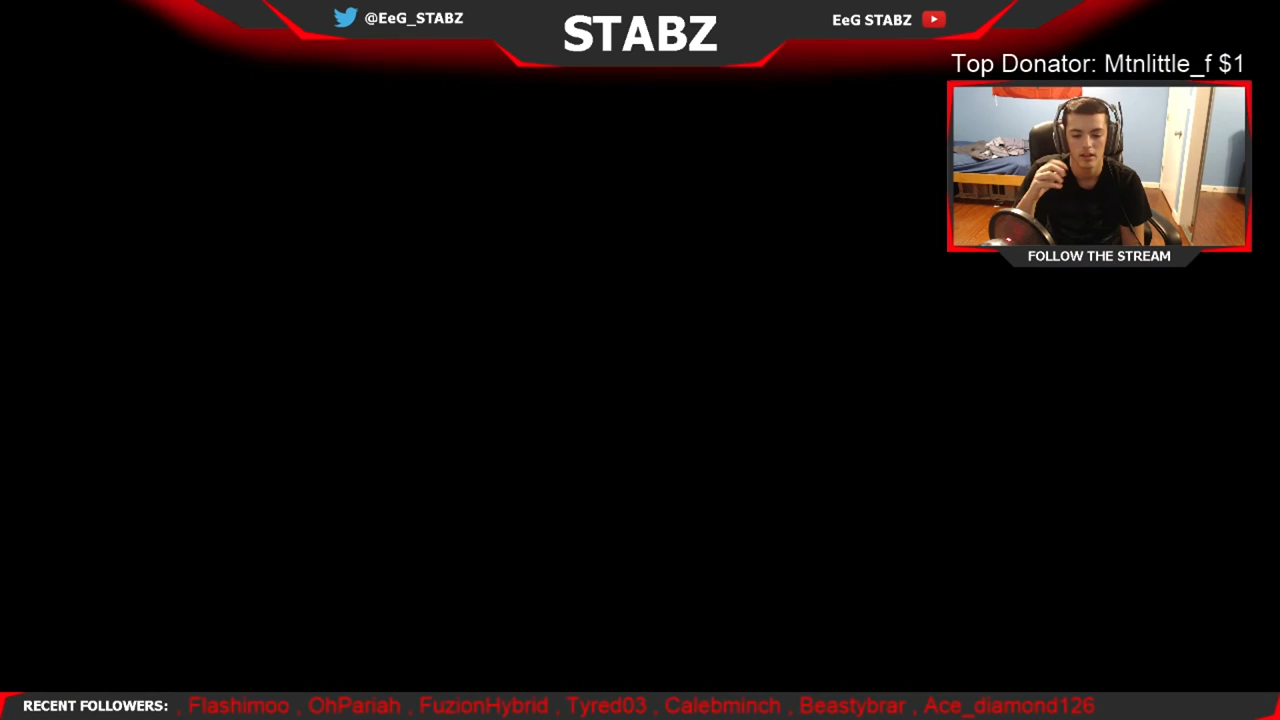 @EeG_STABZ
STABZ
EeG STABZ
Top Donator: Mtnlittle_f $1
FOLLOW THE STREAM
RECENT FOLLOWERS: , Flashimoo , OhPariah , FuzionHybrid , Tyred03 , Calebminch , Beastybrar , Ace_diamond126